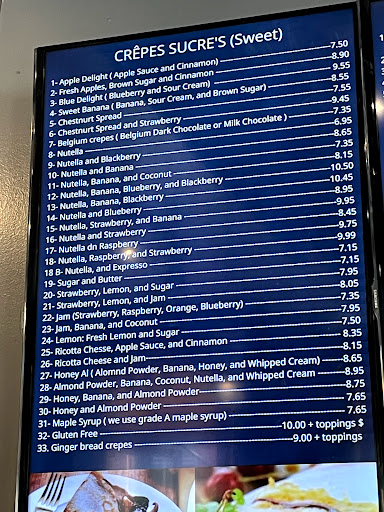 CRÊPES SUCRE'S (Sweet)
1- Apple Delight ( Apple Sauce and Cinnamon) -----7.50
2- Fresh Apples, Brown Sugar and Cinnamon -----8.90
3- Blue Delight ( Blueberry and Sour Cream) -----9.55
4- Sweet Banana ( Banana, Sour Cream, and Brown Sugar) -----8.55
5- Chestnurt Spread -----7.55
6- Chestnurt Spread and Strawberry -----9.45
7- Belgium crepes ( Belgium Dark Chocolate or Milk Chocolate ) -----7.35
8- Nutella -----6.95
9- Nutella and Blackberry -----8.65
10- Nutella and Banana -----7.35
11- Nutella, Banana, and Coconut -----8.15
12- Nutella, Banana, Blueberry, and Blackberry -----10.50
13- Nutella, Banana, Blackberry -----10.45
14- Nutella and Blueberry -----8.95
15- Nutella, Strawberry, and Banana -----9.95
16- Nutella and Strawberry -----8.45
17- Nutella dn Raspberry -----9.75
18- Nutella, Raspberry, and Strawberry -----9.99
18 B- Nutella, and Espresso -----7.15
19- Sugar and Butter -----7.15
20- Strawberry, Lemon, and Sugar -----7.95
21- Strawberry, Lemon, and Jam -----8.05
22- Jam (Strawberry, Raspberry, Orange, Blueberry) -----7.35
23- Jam, Banana, and Coconut -----7.95
24- Lemon: Fresh Lemon and Sugar -----7.50
25- Ricotta Chesse, Apple Sauce, and Cinnamon -----8.35
26- Ricotta Cheese and Jam -----8.15
27- Honey Al ( Alomnd Powder, Banana, Honey, and Whipped Cream) -----8.65
28- Almond Powder, Banana, Coconut, Nutella, and Whipped Cream -----8.95
29- Honey, Banana, and Almond Powder -----8.75
30- Honey and Almond Powder -----7.65
31- Maple Syrup ( we use grade A maple syrup) -----7.65
32- Gluten Free -----10.00 + toppings $
33. Ginger bread crepes -----9.00 + toppings